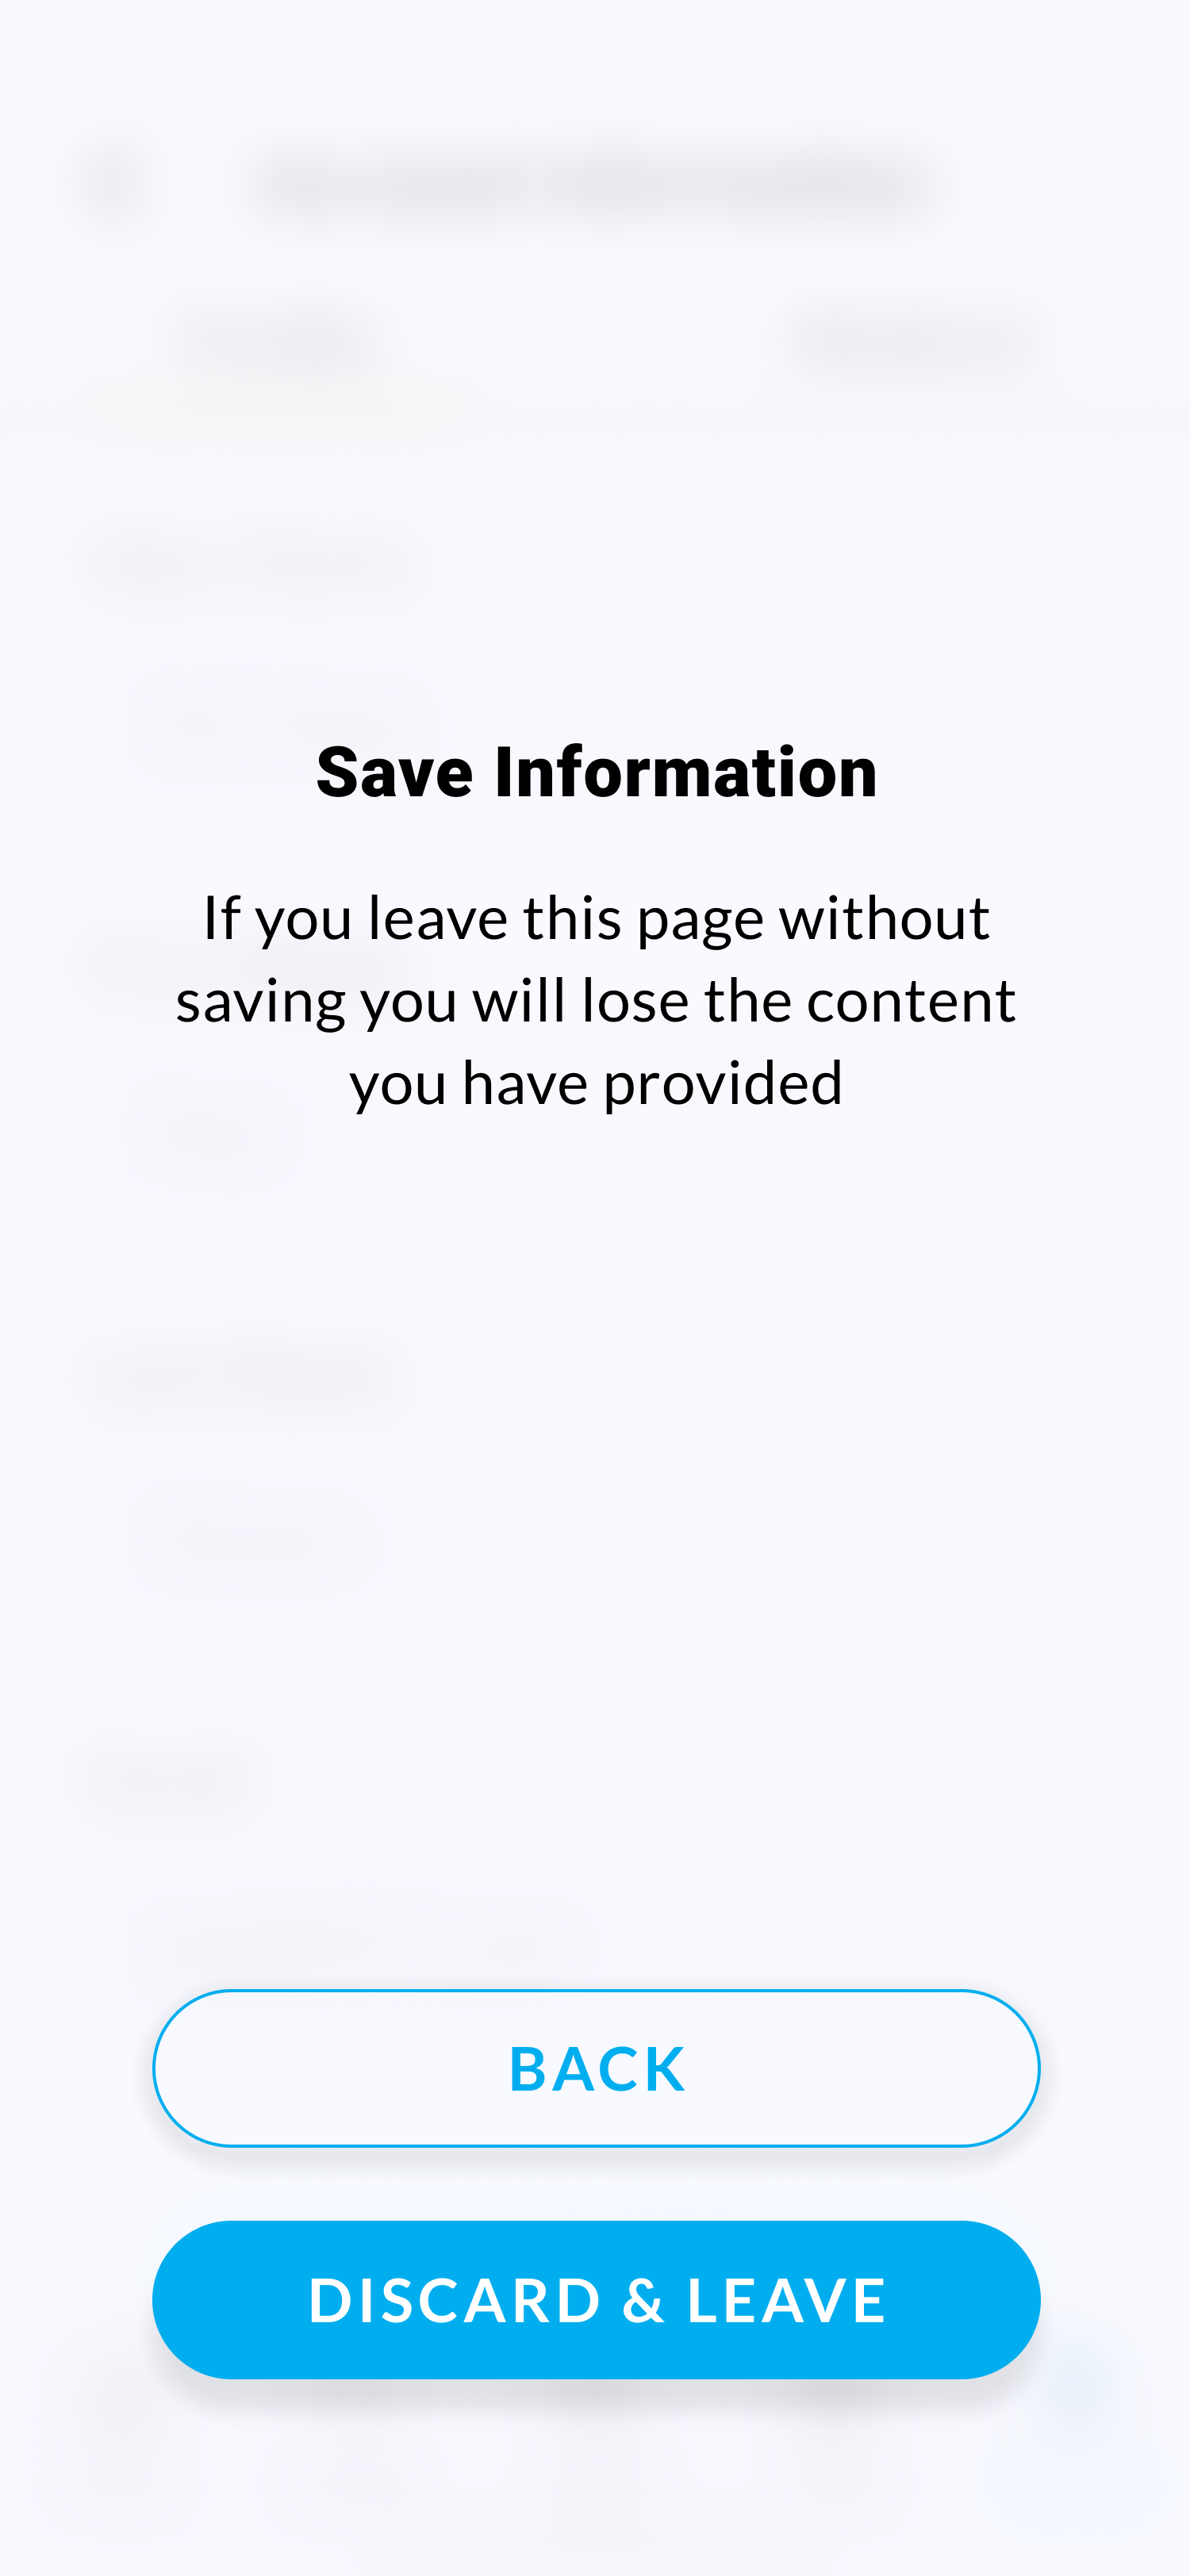 Save Information
If you leave this page without
saving you will lose the content
you have provided
BACK
DISCARD & LEAVE